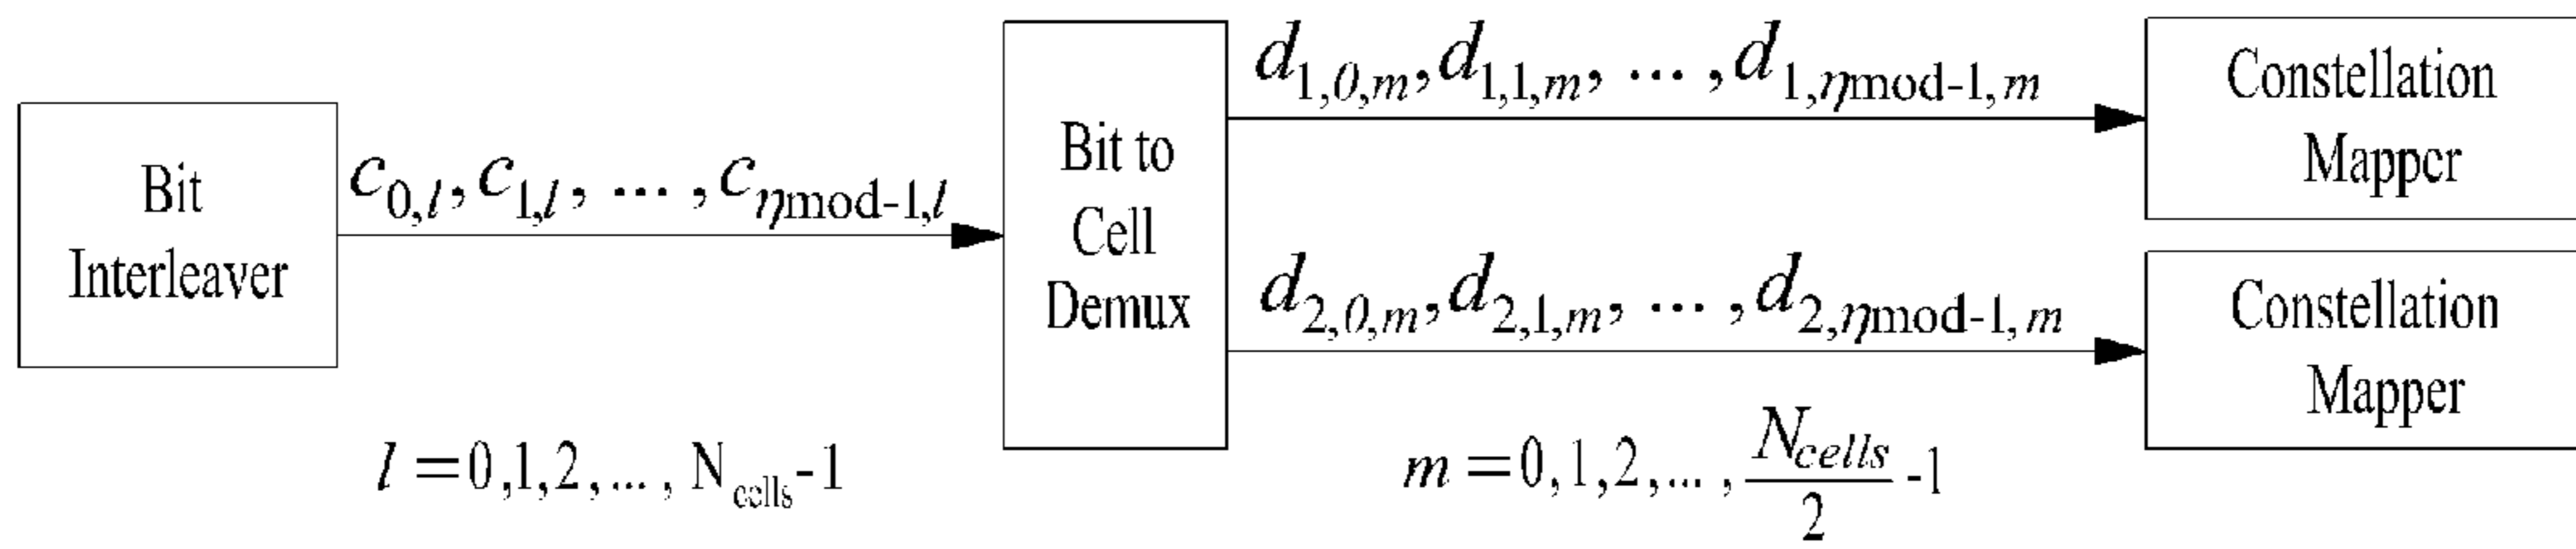 Bit
Interleaver
c0,l, c1,l, ... , cηmod-1,l
l = 0,1,2,..., Ncells-1
Bit to
Cell
Demux
d1,0,m, d1,1,m, ... , d1,ηmod-1,m
d2,0,m, d2,1,m, ... , d2,ηmod-1,m
m = 0,1,2,..., Ncells/2 -1
Constellation
Mapper
Constellation
Mapper